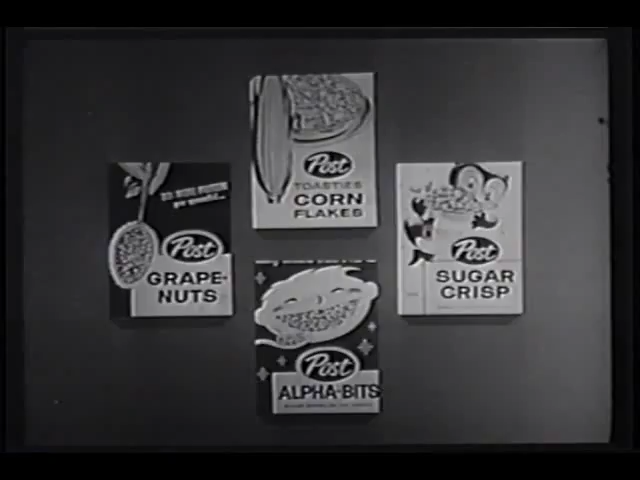 Post
TOASTIES
CORN
FLAKES
Post
GRAPE-
NUTS
Post
SUGAR
CRISP
Post
ALPHA-BITS